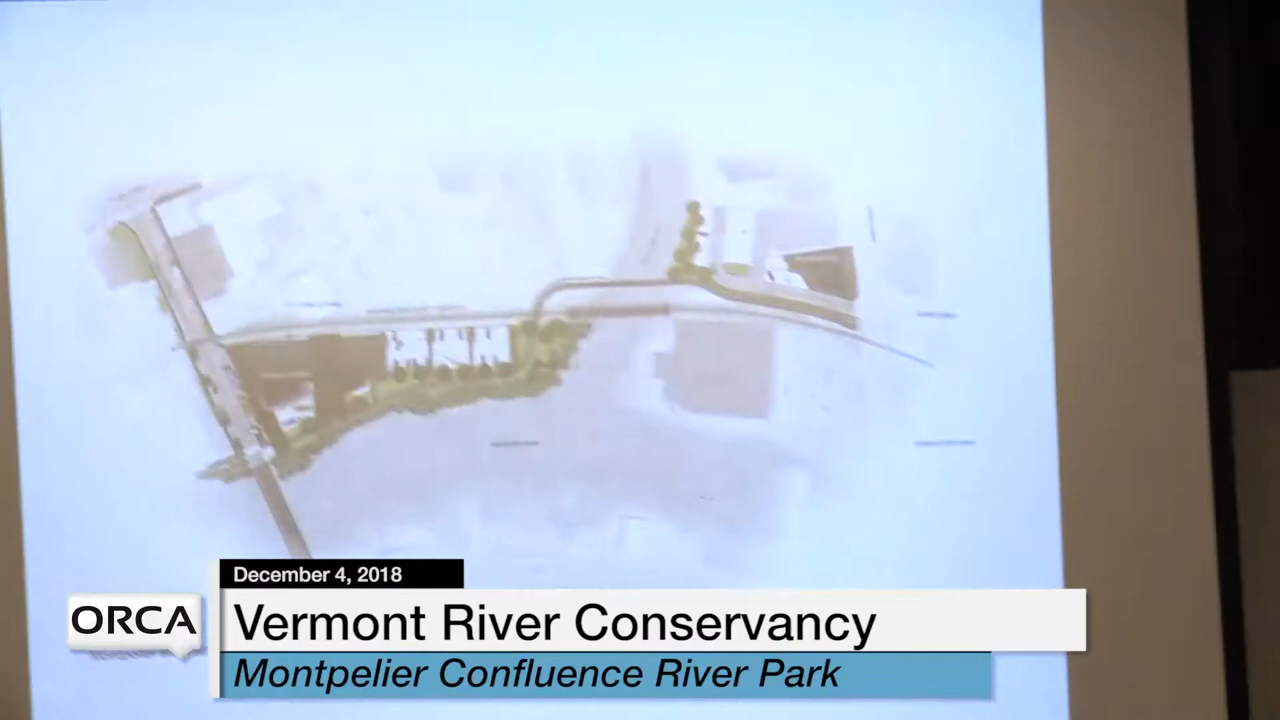 December 4, 2018
ORCA
Vermont River Conservancy
Montpelier Confluence River Park